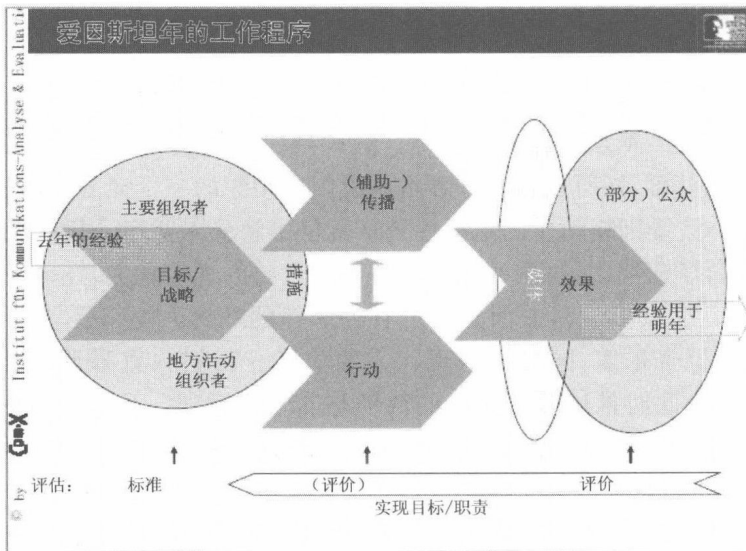 爱因斯坦年的工作程序
© by Com·X Institut für Kommunikations-Analyse & Evaluati
主要组织者
去年的经验
目标/
战略
措施
地方活动
组织者
(辅助-)
传播
行动
效果
(部分)公众
经验用于
明年
评估:
标准
(评价)
评价
实现目标/职责